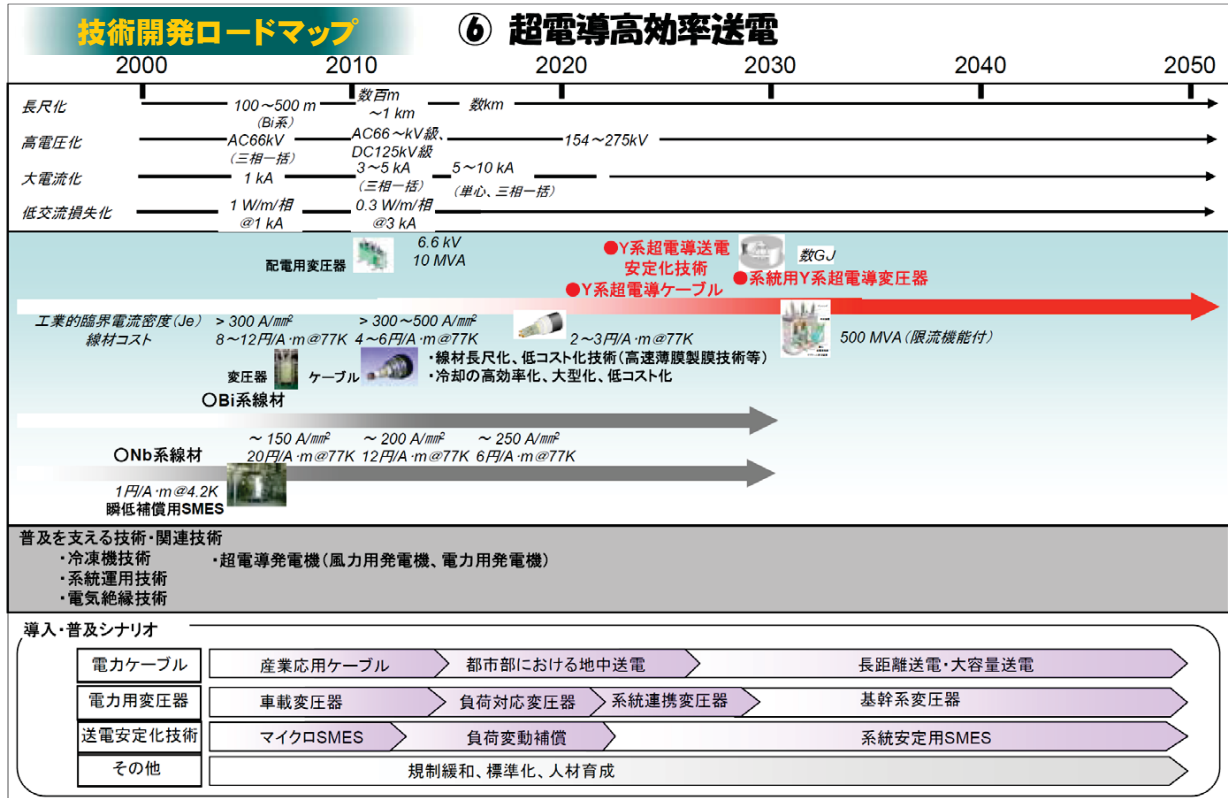 技術開発ロードマップ
⑥ 超電導高効率送電
2000 2010 2020 2030 2040 2050
長尺化
100～500 m
(Bi系)
数百m
～1 km
数km
高電圧化
AC66kV
(三相一括)
AC66～kV級、
DC125kV級
154～275kV
大電流化
1 kA
3～5 kA
(三相一括)
5～10 kA
(単心、三相一括)
低交流損失化
1 W/m/相
@1 kA
0.3 W/m/相
@3 kA
配電用変圧器
6.6 kV
10 MVA
●Y系超電導送電
安定化技術
数GJ
●系統用Y系超電導変圧器
●Y系超電導ケーブル
工業的臨界電流密度(Je)
線材コスト
> 300 A/mm²
8～12円/A·m@77K
> 300～500 A/mm²
4～6円/A·m@77K
2～3円/A·m@77K
500 MVA(限流機能付)
・線材長尺化、低コスト化技術(高速薄膜製膜技術等)
・冷却の高効率化、大型化、低コスト化
変圧器
ケーブル
○Bi系線材
～ 150 A/mm²
20円/A·m@77K
～ 200 A/mm²
12円/A·m@77K
～ 250 A/mm²
6円/A·m@77K
○Nb系線材
1円/A·m@4.2K
瞬低補償用SMES
普及を支える技術・関連技術
・冷凍機技術
・系統運用技術
・電気絶縁技術
・超電導発電機(風力用発電機、電力用発電機)
導入・普及シナリオ
電力ケーブル 産業応用ケーブル 都市部における地中送電 長距離送電・大容量送電
電力用変圧器 車載変圧器 負荷対応変圧器 系統連携変圧器 基幹系変圧器
送電安定化技術 マイクロSMES 負荷変動補償 系統安定用SMES
その他 規制緩和、標準化、人材育成